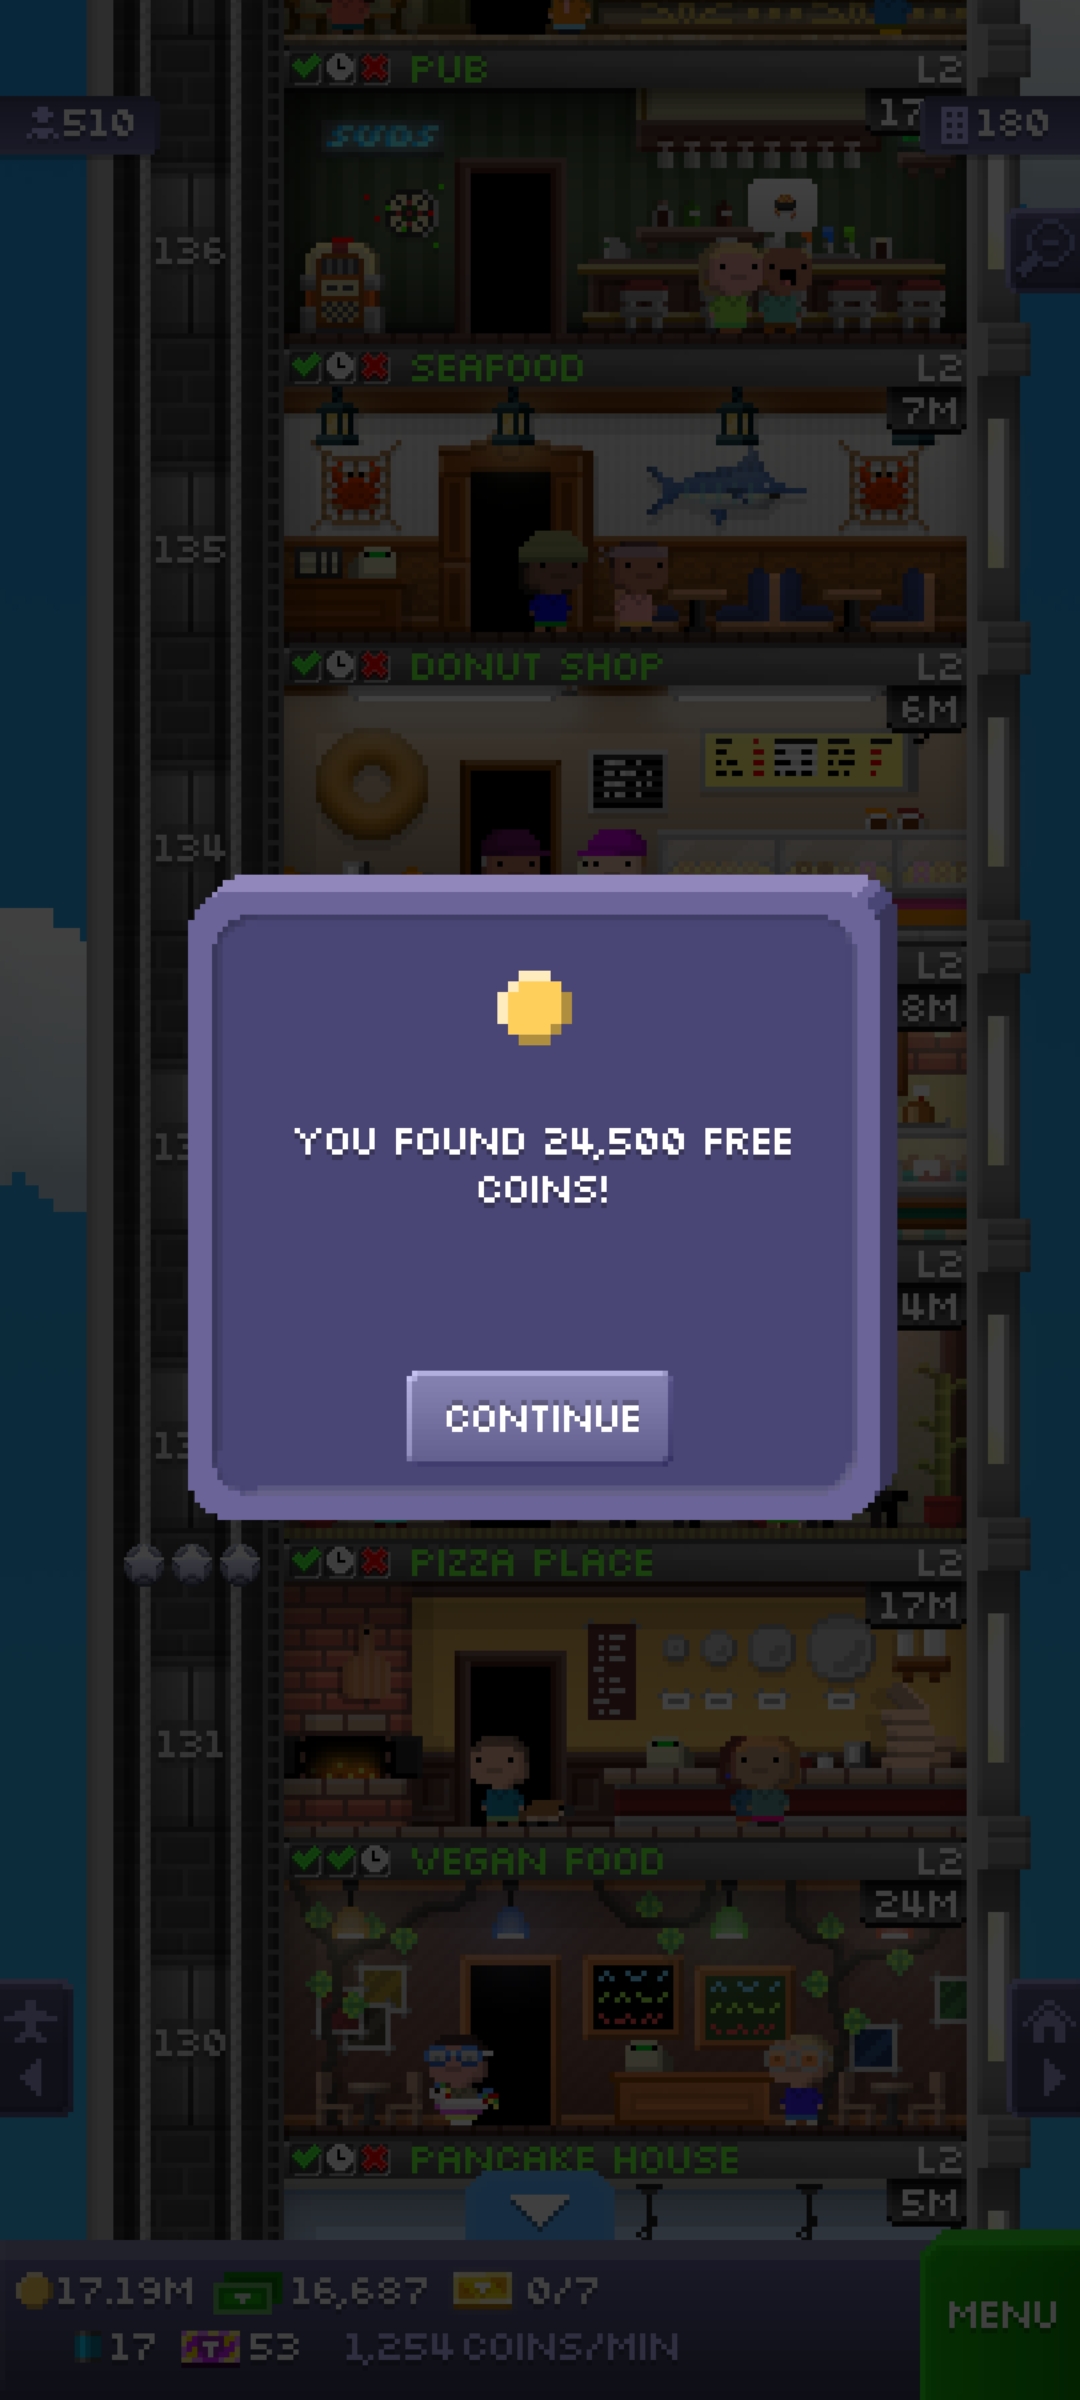 PUB L2
510
17
180
SUDS
136
SEAFOOD L2
7M
135
DONUT SHOP L2
6M
134
L2
8M
YOU FOUND 24,500 FREE
COINS!
L2
4M
CONTINUE
PIZZA PLACE L2
17M
131
VEGAN FOOD L2
24M
130
PANCAKE HOUSE L2
5M
17.19M 16,687 0/7
MENU
17 53 1,254 COINS/MIN